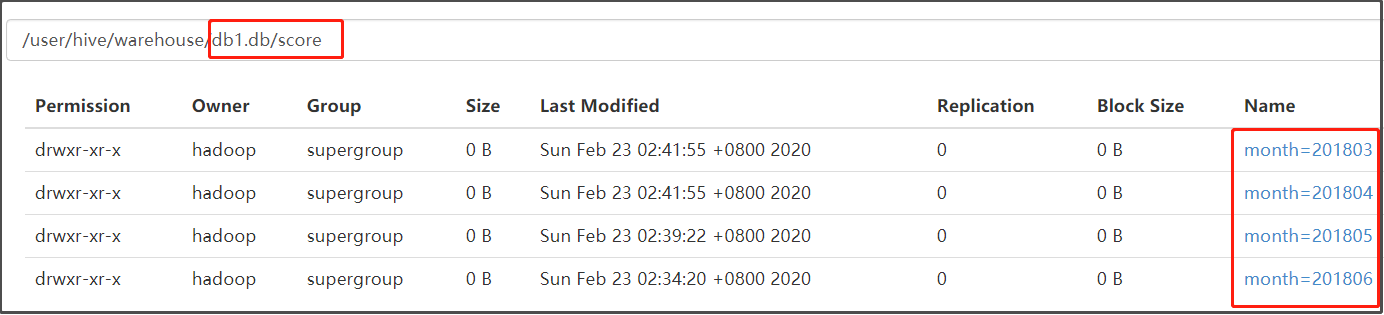 /user/hive/warehouse/db1.db/score
Permission Owner Group Size Last Modified Replication Block Size Name
drwxr-xr-x hadoop supergroup 0 B Sun Feb 23 02:41:55 +0800 2020 0 0 B month=201803
drwxr-xr-x hadoop supergroup 0 B Sun Feb 23 02:41:55 +0800 2020 0 0 B month=201804
drwxr-xr-x hadoop supergroup 0 B Sun Feb 23 02:39:22 +0800 2020 0 0 B month=201805
drwxr-xr-x hadoop supergroup 0 B Sun Feb 23 02:34:20 +0800 2020 0 0 B month=201806